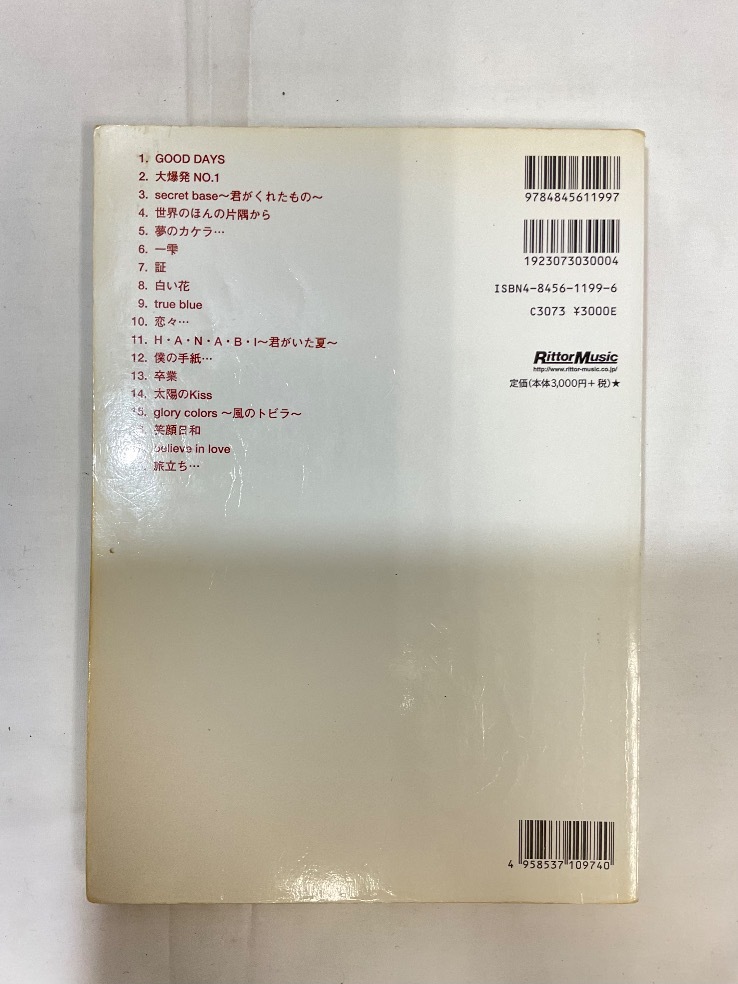 1. GOOD DAYS
2. 大爆発 NO.1
3. secret base〜君がくれたもの〜
4. 世界のほんの片隅から
5. 夢のカケラ…
6. 一雫
7. 証
8. 白い花
9. true blue
10. 恋々…
11. H・A・N・A・B・I〜君がいた夏〜
12. 僕の手紙…
13. 卒業
14. 太陽のKiss
15. glory colors 〜風のトビラ〜
笑顔日和
believe in love
旅立ち…
9784845611997
1923073030004
ISBN4-8456-1199-6
C3073 ¥3000E
Rittor Music
http://www.rittor-music.co.jp/
定価(本体3,000円+税)★
4 958537 109740